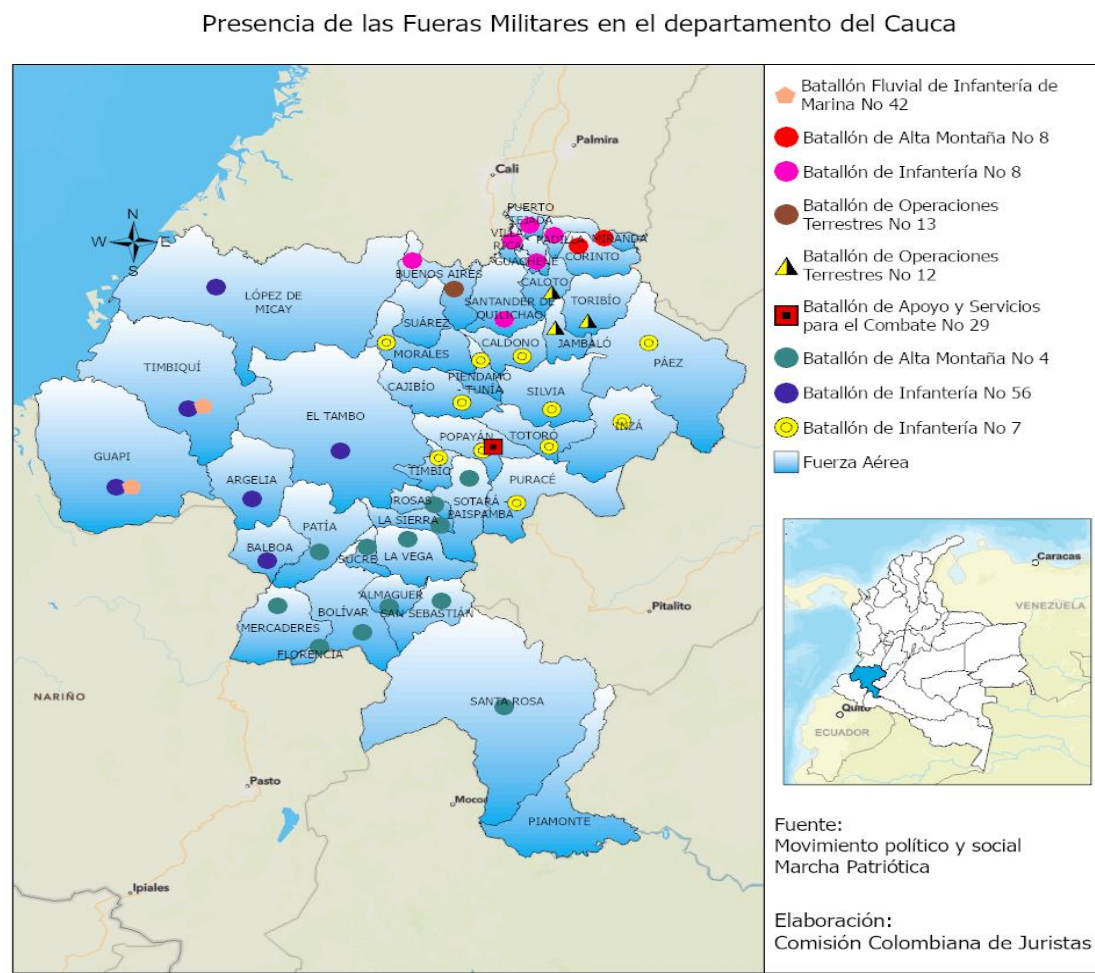 Presencia de las Fueras Militares en el departamento del Cauca
Batallón Fluvial de Infantería de
Marina No 42
Batallón de Alta Montaña No 8
Batallón de Infantería No 8
Batallón de Operaciones
Terrestres No 13
Batallón de Operaciones
Terrestres No 12
Batallón de Apoyo y Servicios
para el Combate No 29
Batallón de Alta Montaña No 4
Batallón de Infantería No 56
Batallón de Infantería No 7
Fuerza Aérea
Palmira
Cali
N
W
E
S
PUERTO
TEJADA
VILLA
RICA
PADILLA
MIRANDA
GUACHENÉ
CORINTO
BUENOS AIRES
CALOTO
TORIBÍO
LÓPEZ DE
MICAY
SANTANDER DE
QUILICHAO
SUÁREZ
CALDONO
JAMBALÓ
MORALES
PÁEZ
TIMBIQUÍ
CAJIBÍO
PIENDAMO
- TUNÍA
SILVIA
EL TAMBO
INZÁ
POPAYÁN
TOTORO
GUAPI
TIMBÍO
PURACÉ
ARGELIA
ROSAS
SOTARÁ -
PAISPAMBA
PATÍA
LA SIERRA
BALBOA
SUCRE
LA VEGA
ALMAGUER
BOLÍVAR
SAN SEBASTIÁN
MERCADERES
FLORENCIA
Pitalito
NARIÑO
SANTA ROSA
Pasto
Mocoa
PIAMONTE
Ipiales
Caracas
VENEZUELA
Quito
ECUADOR
Fuente:
Movimiento político y social
Marcha Patriótica
Elaboración:
Comisión Colombiana de Juristas